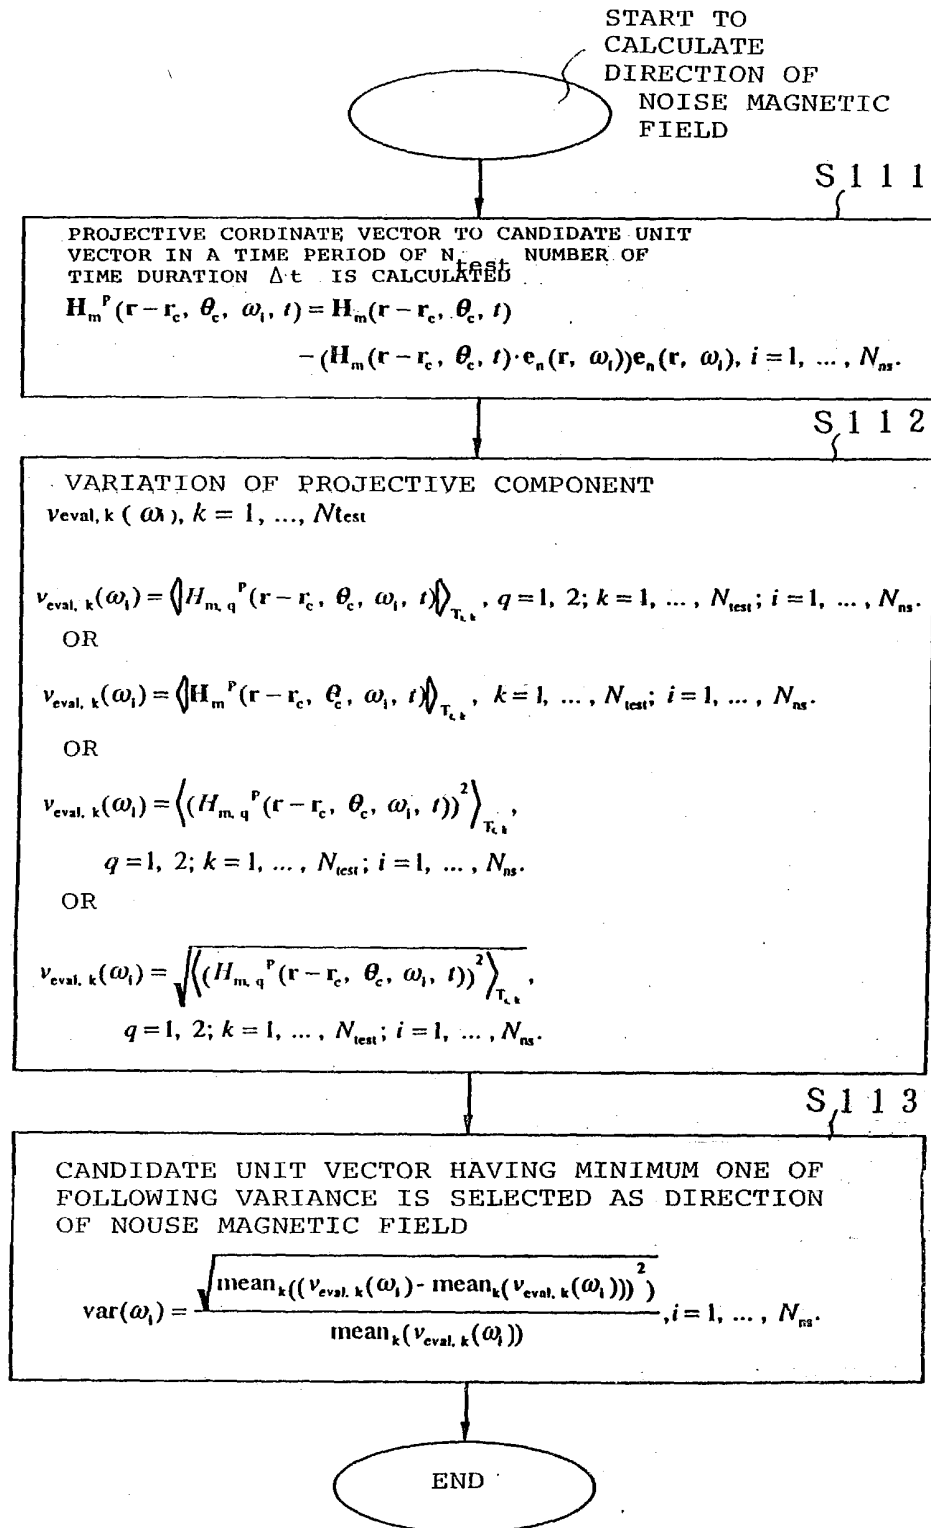 START TO
CALCULATE
DIRECTION OF
NOISE MAGNETIC
FIELD
S111
PROJECTIVE CORDINATE VECTOR TO CANDIDATE UNIT
VECTOR IN A TIME PERIOD OF N_test NUMBER OF
TIME DURATION Δt IS CALCULATED
H_m^P(r − r_c, θ_c, ω_i, t) = H_m(r − r_c, θ_c, t)
− (H_m(r − r_c, θ_c, t)·e_n(r, ω_i))e_n(r, ω_i), i = 1, ..., N_ns.
S112
VARIATION OF PROJECTIVE COMPONENT
νeval, k (ωi), k = 1, ..., Ntest
ν_eval, k(ω_i) = ⟨|H_m, q^P(r − r_c, θ_c, ω_i, t)|⟩_T_s, k, q = 1, 2; k = 1, ..., N_test; i = 1, ..., N_ns.
OR
ν_eval, k(ω_i) = ⟨|H_m^P(r − r_c, θ_c, ω_i, t)|⟩_T_s, k, k = 1, ..., N_test; i = 1, ..., N_ns.
OR
ν_eval, k(ω_i) = ⟨(H_m, q^P(r − r_c, θ_c, ω_i, t))^2⟩_T_s, k,
q = 1, 2; k = 1, ..., N_test; i = 1, ..., N_ns.
OR
ν_eval, k(ω_i) = √⟨(H_m, q^P(r − r_c, θ_c, ω_i, t))^2⟩_T_s, k,
q = 1, 2; k = 1, ..., N_test; i = 1, ..., N_ns.
S113
CANDIDATE UNIT VECTOR HAVING MINIMUM ONE OF
FOLLOWING VARIANCE IS SELECTED AS DIRECTION
OF NOUSE MAGNETIC FIELD
var(ω_i) = √mean_k((ν_eval, k(ω_i) - mean_k(ν_eval, k(ω_i)))^2) / mean_k(ν_eval, k(ω_i)), i = 1, ..., N_ns.
END